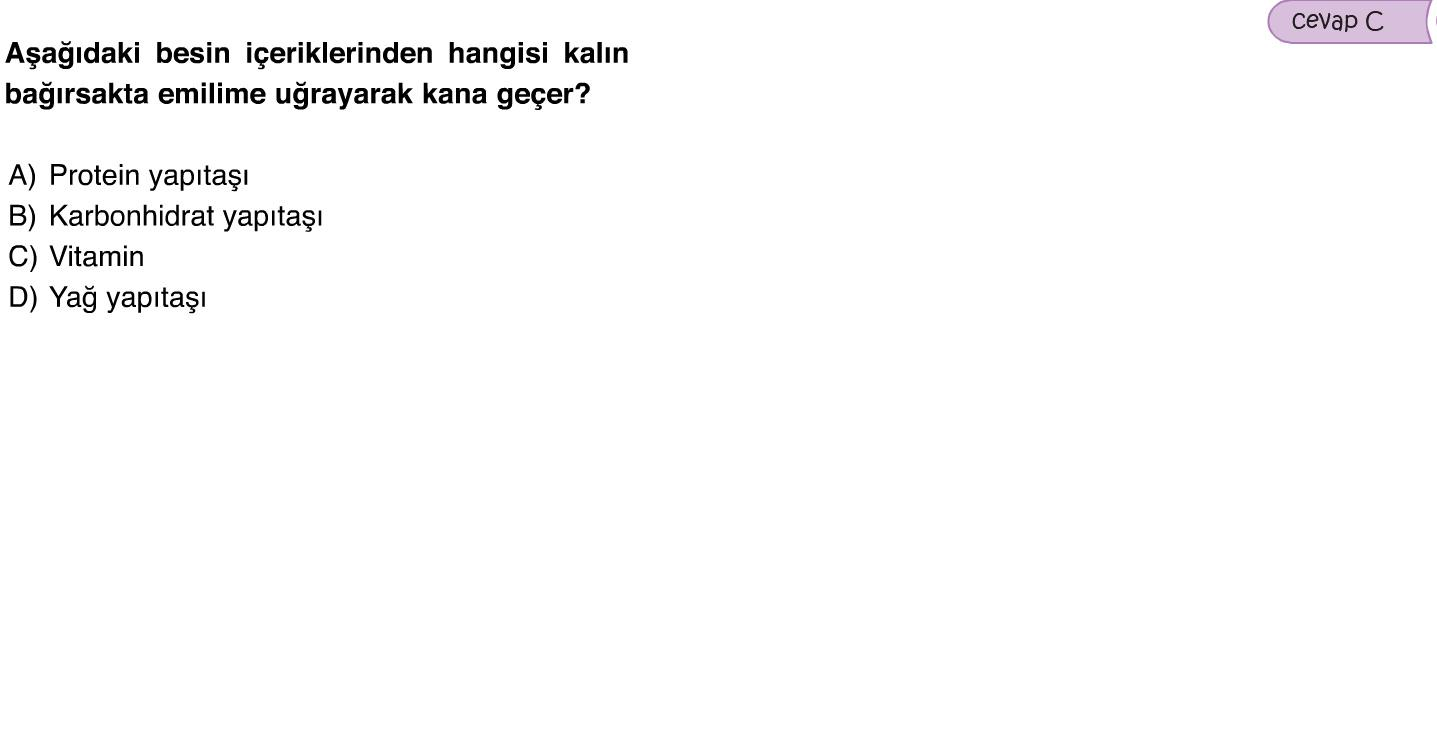 cevap C
Aşağıdaki besin içeriklerinden hangisi kalın
bağırsakta emilime uğrayarak kana geçer?
A) Protein yapıtaşı
B) Karbonhidrat yapıtaşı
C) Vitamin
D) Yağ yapıtaşı